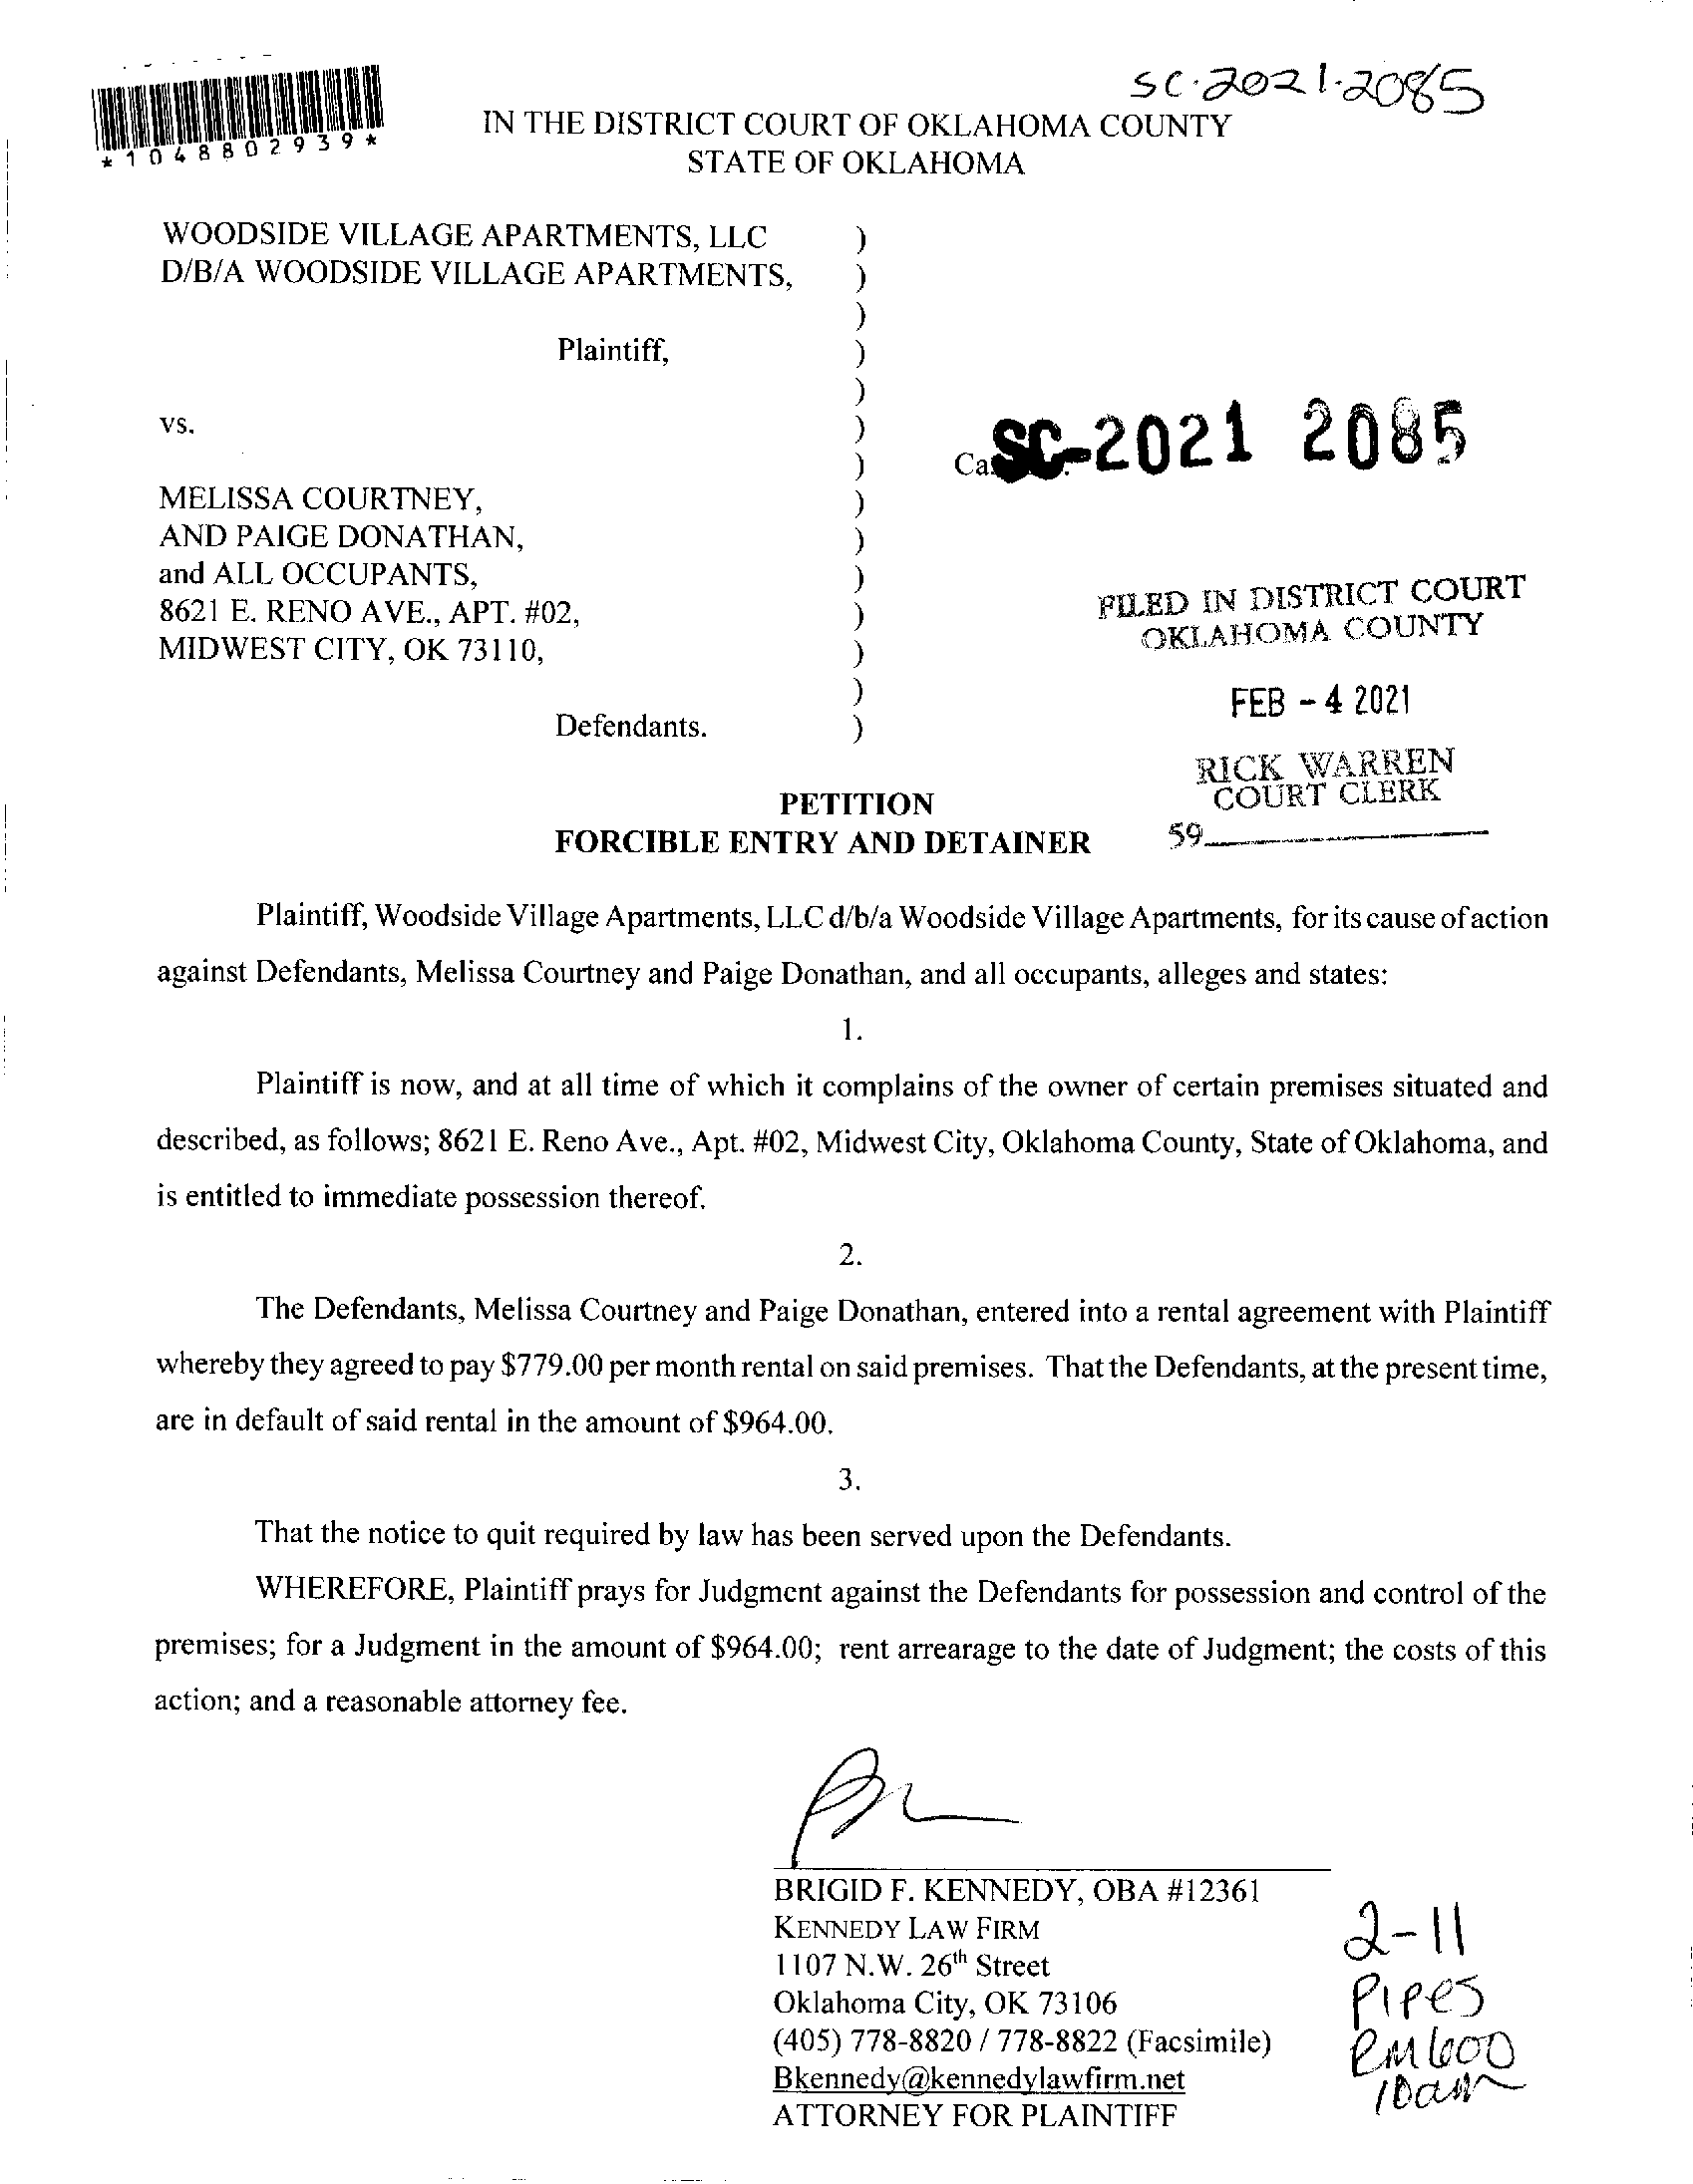 SC-2021-2085
*1048802939*
IN THE DISTRICT COURT OF OKLAHOMA COUNTY
STATE OF OKLAHOMA
WOODSIDE VILLAGE APARTMENTS, LLC )
D/B/A WOODSIDE VILLAGE APARTMENTS, )
)
Plaintiff, )
)
vs. )
) Ca SC-2021 2085
MELISSA COURTNEY, )
AND PAIGE DONATHAN, )
and ALL OCCUPANTS, )
8621 E. RENO AVE., APT. #02, )
MIDWEST CITY, OK 73110, )
)
Defendants. )
FILED IN DISTRICT COURT
OKLAHOMA COUNTY
FEB - 4 2021
RICK WARREN
COURT CLERK
59
PETITION
FORCIBLE ENTRY AND DETAINER
Plaintiff, Woodside Village Apartments, LLC d/b/a Woodside Village Apartments, for its cause of action
against Defendants, Melissa Courtney and Paige Donathan, and all occupants, alleges and states:
1.
Plaintiff is now, and at all time of which it complains of the owner of certain premises situated and
described, as follows; 8621 E. Reno Ave., Apt. #02, Midwest City, Oklahoma County, State of Oklahoma, and
is entitled to immediate possession thereof.
2.
The Defendants, Melissa Courtney and Paige Donathan, entered into a rental agreement with Plaintiff
whereby they agreed to pay $779.00 per month rental on said premises. That the Defendants, at the present time,
are in default of said rental in the amount of $964.00.
3.
That the notice to quit required by law has been served upon the Defendants.
WHEREFORE, Plaintiff prays for Judgment against the Defendants for possession and control of the
premises; for a Judgment in the amount of $964.00; rent arrearage to the date of Judgment; the costs of this
action; and a reasonable attorney fee.
BRIGID F. KENNEDY, OBA #12361
KENNEDY LAW FIRM
1107 N.W. 26th Street
Oklahoma City, OK 73106
(405) 778-8820 / 778-8822 (Facsimile)
Bkennedy@kennedylawfirm.net
ATTORNEY FOR PLAINTIFF
2-11
Pipes
Rm 600
10am